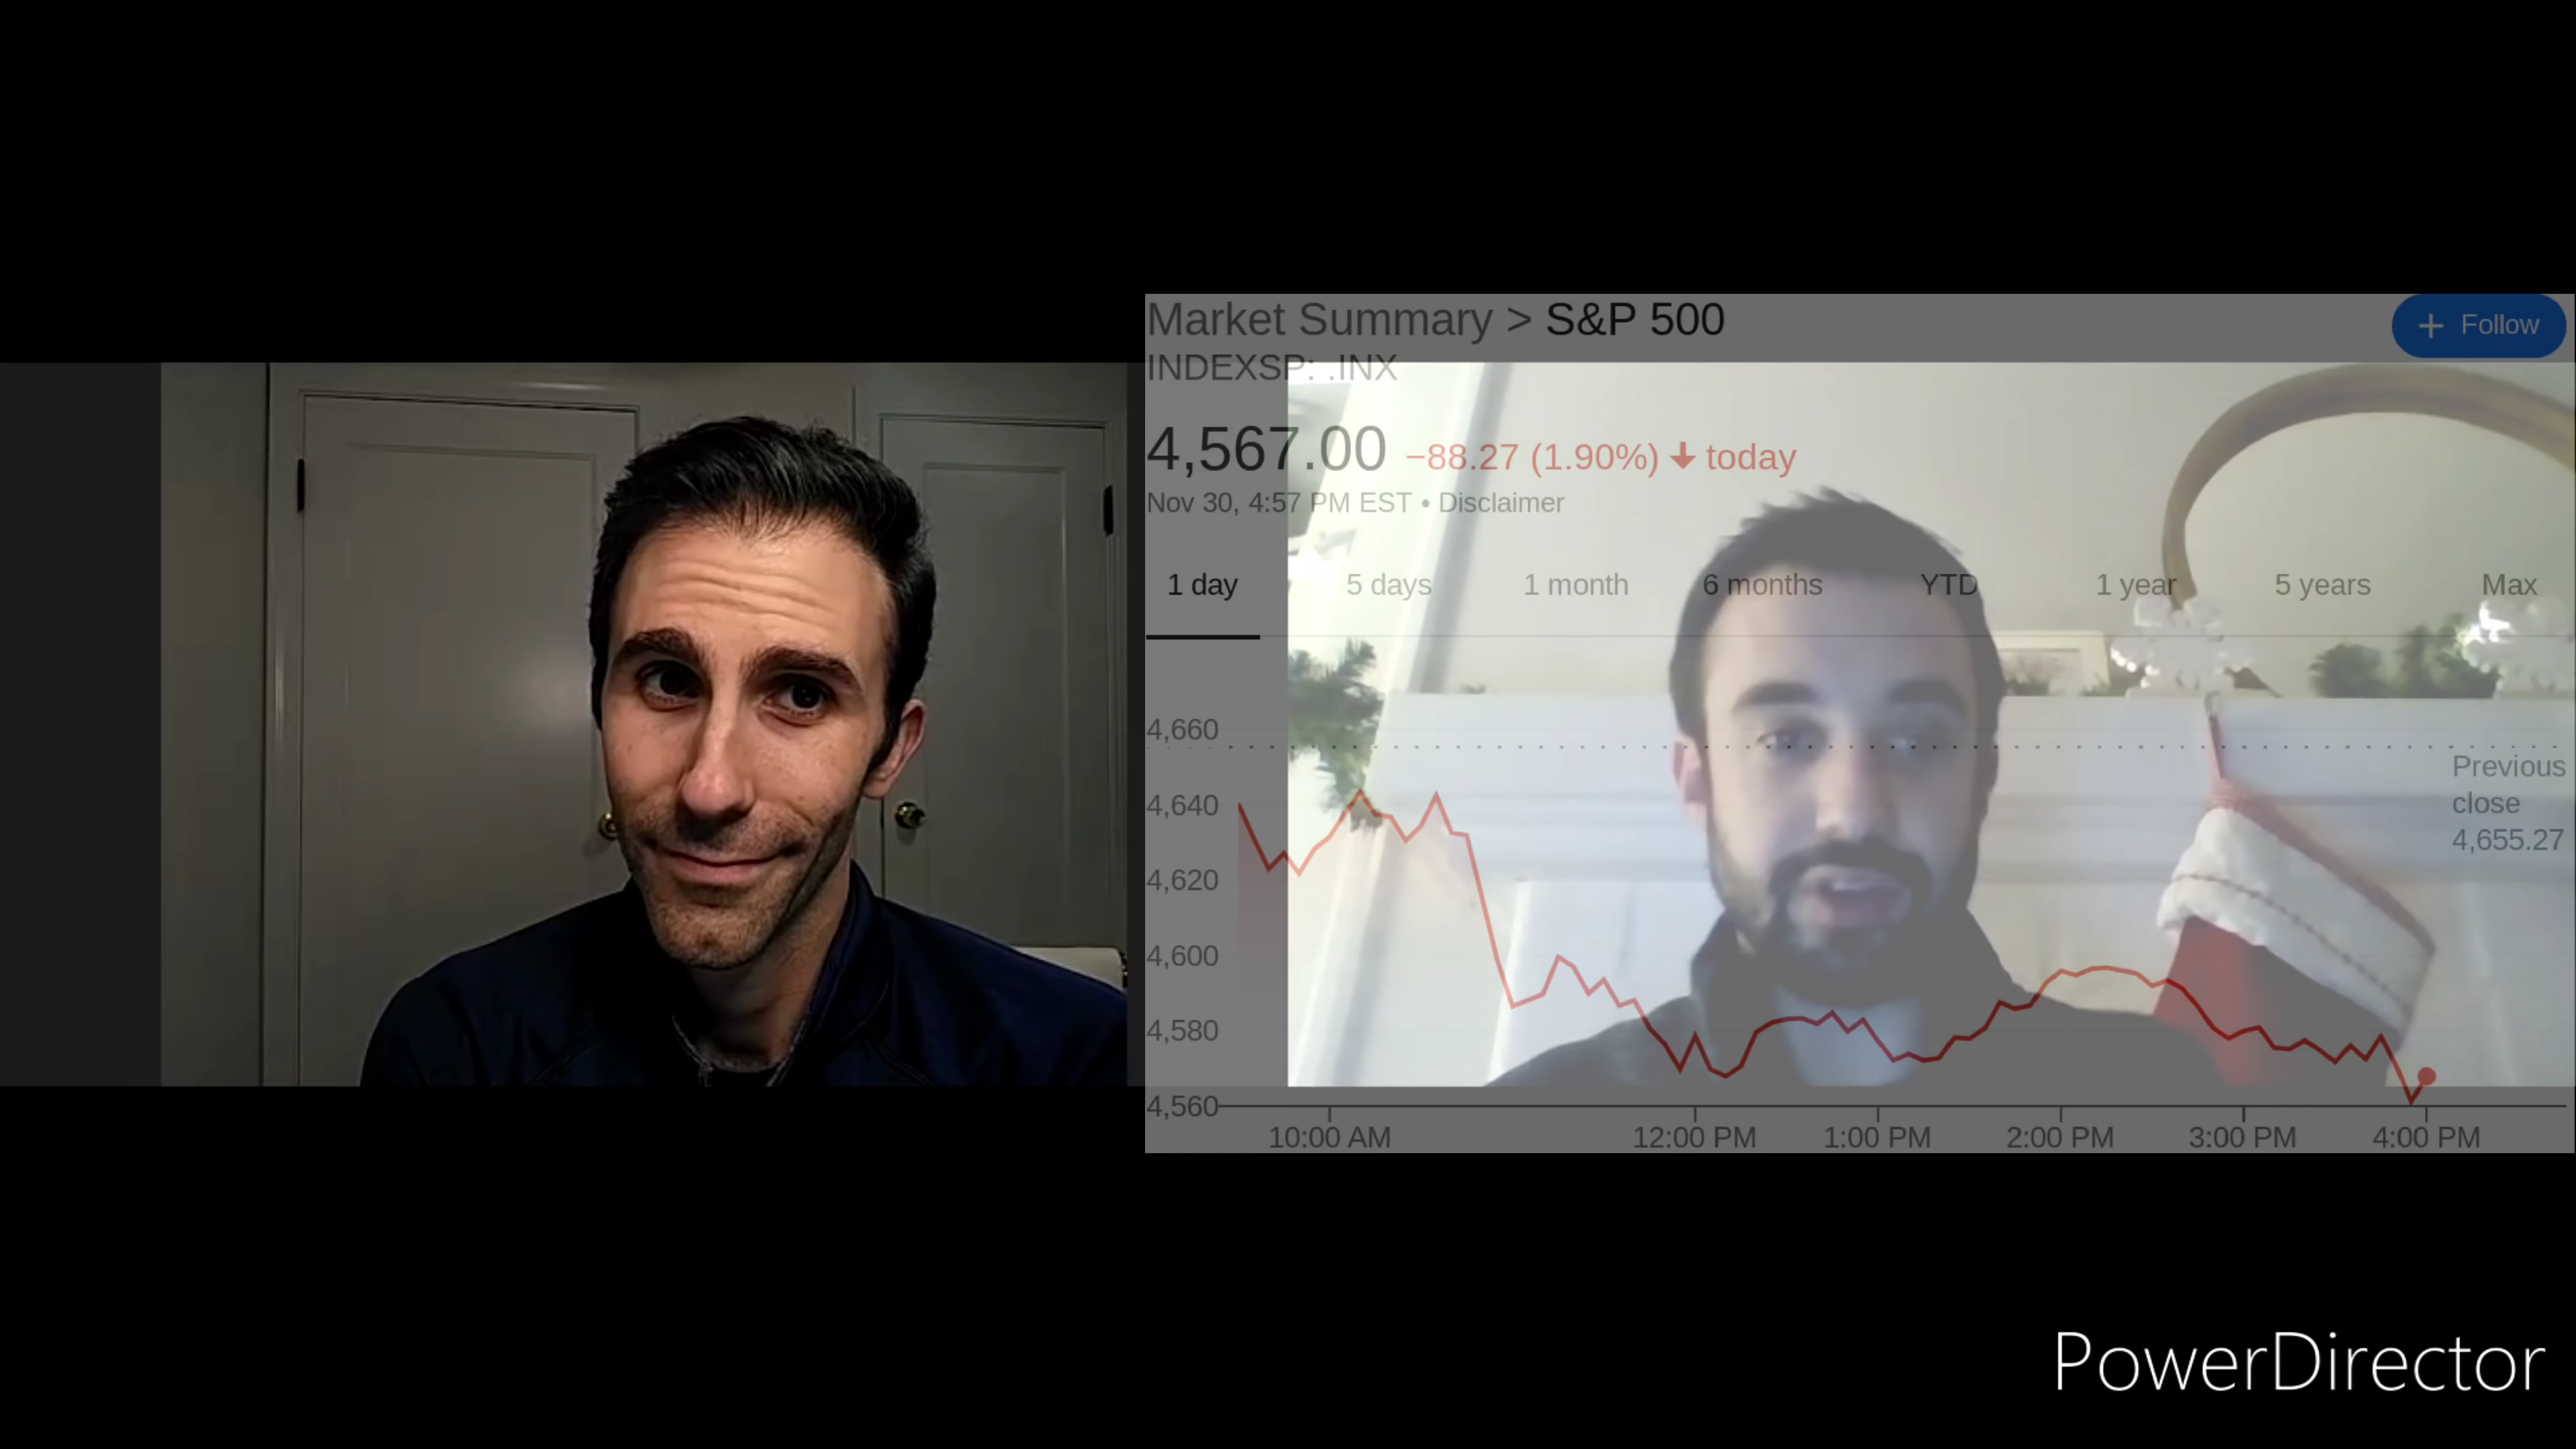 Market Summary > S&P 500
+ Follow
INDEXSP: .INX
4,567.00 −88.27 (1.90%) ↓ today
Nov 30, 4:57 PM EST • Disclaimer
1 day 5 days 1 month 6 months YTD 1 year 5 years Max
4,660
Previous
close
4,655.27
4,640
4,620
4,600
4,580
4,560
10:00 AM 12:00 PM 1:00 PM 2:00 PM 3:00 PM 4:00 PM
PowerDirector